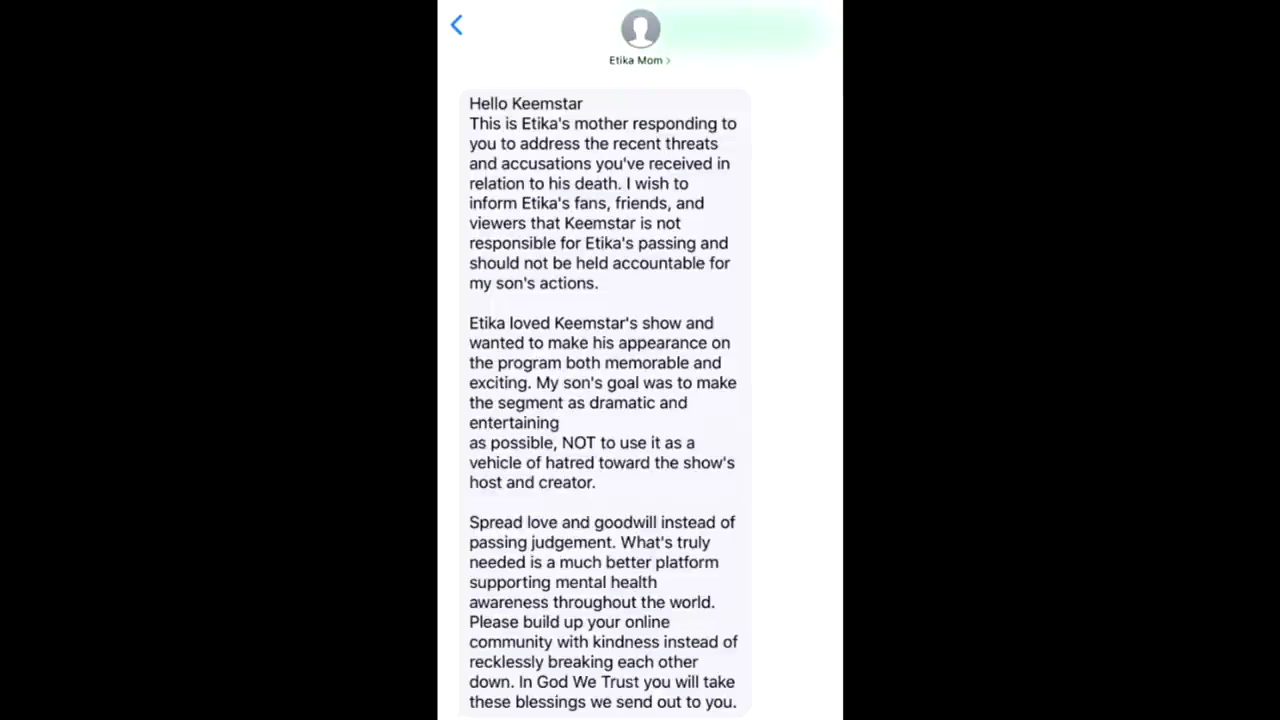 Etika Mom >
Hello Keemstar
This is Etika's mother responding to
you to address the recent threats
and accusations you've received in
relation to his death. I wish to
inform Etika's fans, friends, and
viewers that Keemstar is not
responsible for Etika's passing and
should not be held accountable for
my son's actions.
Etika loved Keemstar's show and
wanted to make his appearance on
the program both memorable and
exciting. My son's goal was to make
the segment as dramatic and
entertaining
as possible, NOT to use it as a
vehicle of hatred toward the show's
host and creator.
Spread love and goodwill instead of
passing judgement. What's truly
needed is a much better platform
supporting mental health
awareness throughout the world.
Please build up your online
community with kindness instead of
recklessly breaking each other
down. In God We Trust you will take
these blessings we send out to you.